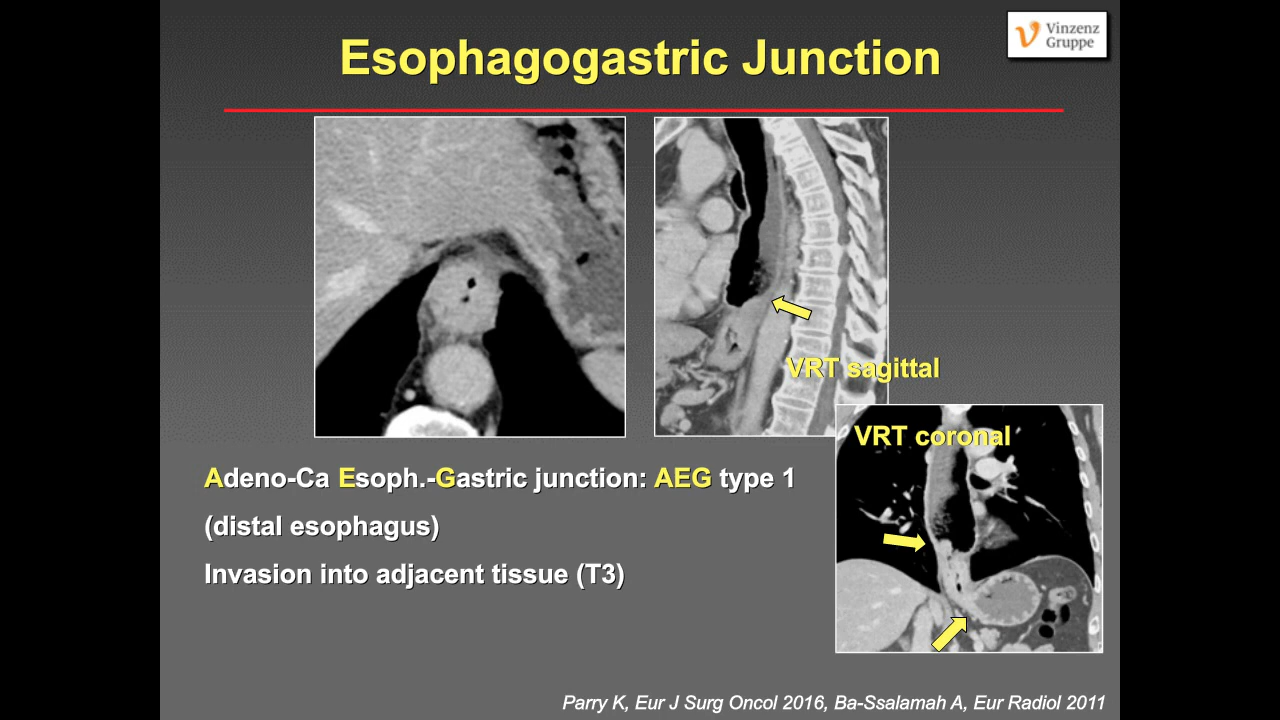 Esophagogastric Junction
Vinzenz
Gruppe
VRT sagittal
VRT coronal
Adeno-Ca Esoph.-Gastric junction: AEG type 1
(distal esophagus)
Invasion into adjacent tissue (T3)
Parry K, Eur J Surg Oncol 2016, Ba-Ssalamah A, Eur Radiol 2011